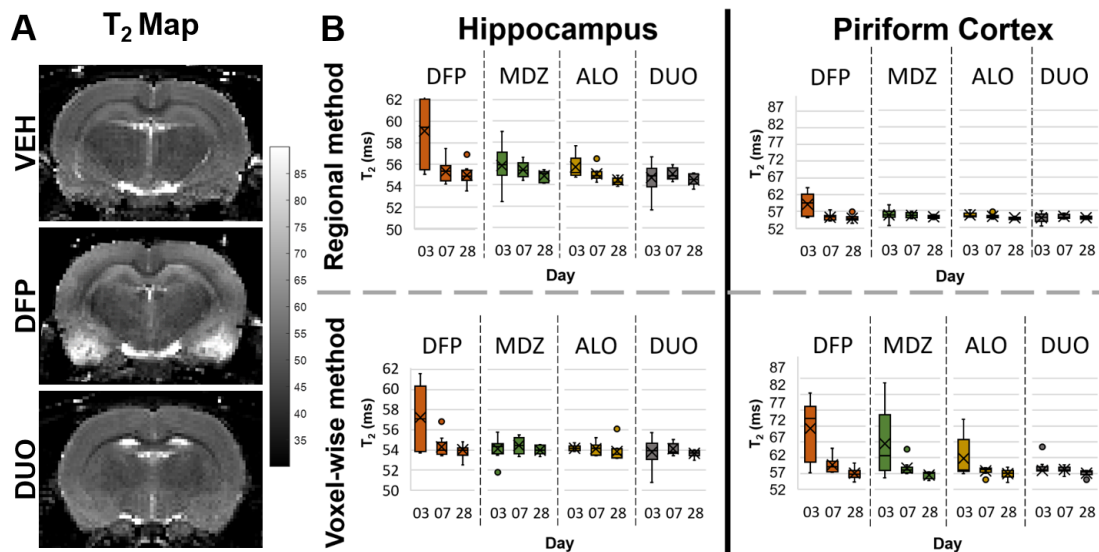 A
T2 Map
VEH
DFP
DUO
85
80
75
70
65
60
55
50
45
40
35
B
Hippocampus
Piriform Cortex
Regional method
DFP MDZ ALO DUO
T2 (ms)
62
60
58
56
54
52
50
03 07 28 03 07 28 03 07 28 03 07 28
Day
DFP MDZ ALO DUO
T2 (ms)
87
82
77
72
67
62
57
52
03 07 28 03 07 28 03 07 28 03 07 28
Day
Voxel-wise method
DFP MDZ ALO DUO
T2 (ms)
62
60
58
56
54
52
50
03 07 28 03 07 28 03 07 28 03 07 28
Day
DFP MDZ ALO DUO
T2 (ms)
87
82
77
72
67
62
57
52
03 07 28 03 07 28 03 07 28 03 07 28
Day